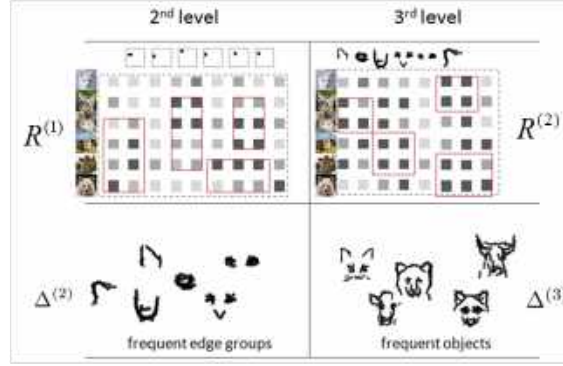 2nd level
3rd level
R(1)
R(2)
Δ(2)
Δ(3)
frequent edge groups
frequent objects